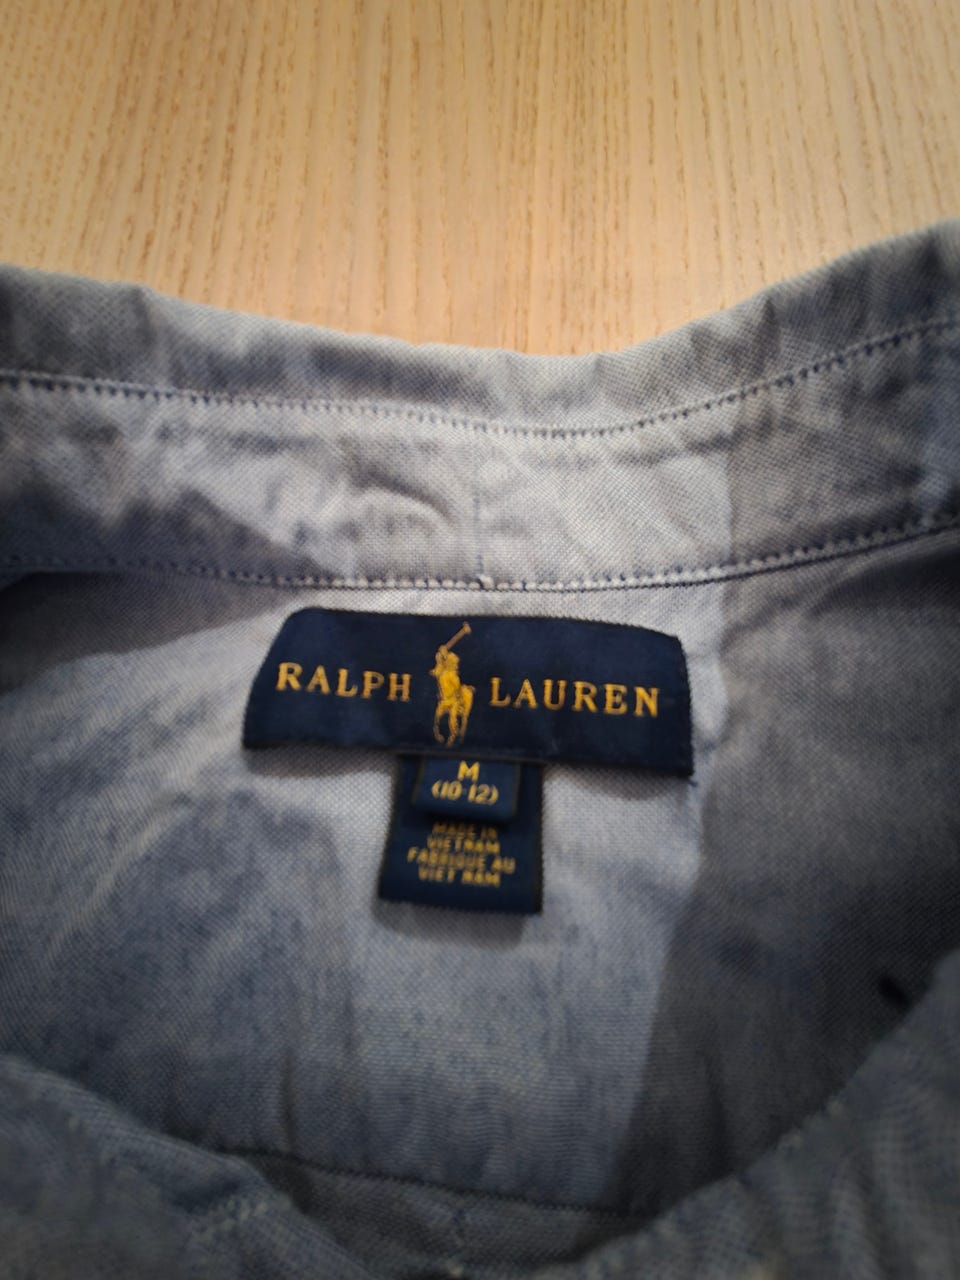 RALPH LAUREN
M
(10-12)
MADE IN
VIETNAM
FABRIQUE AU
VIET NAM